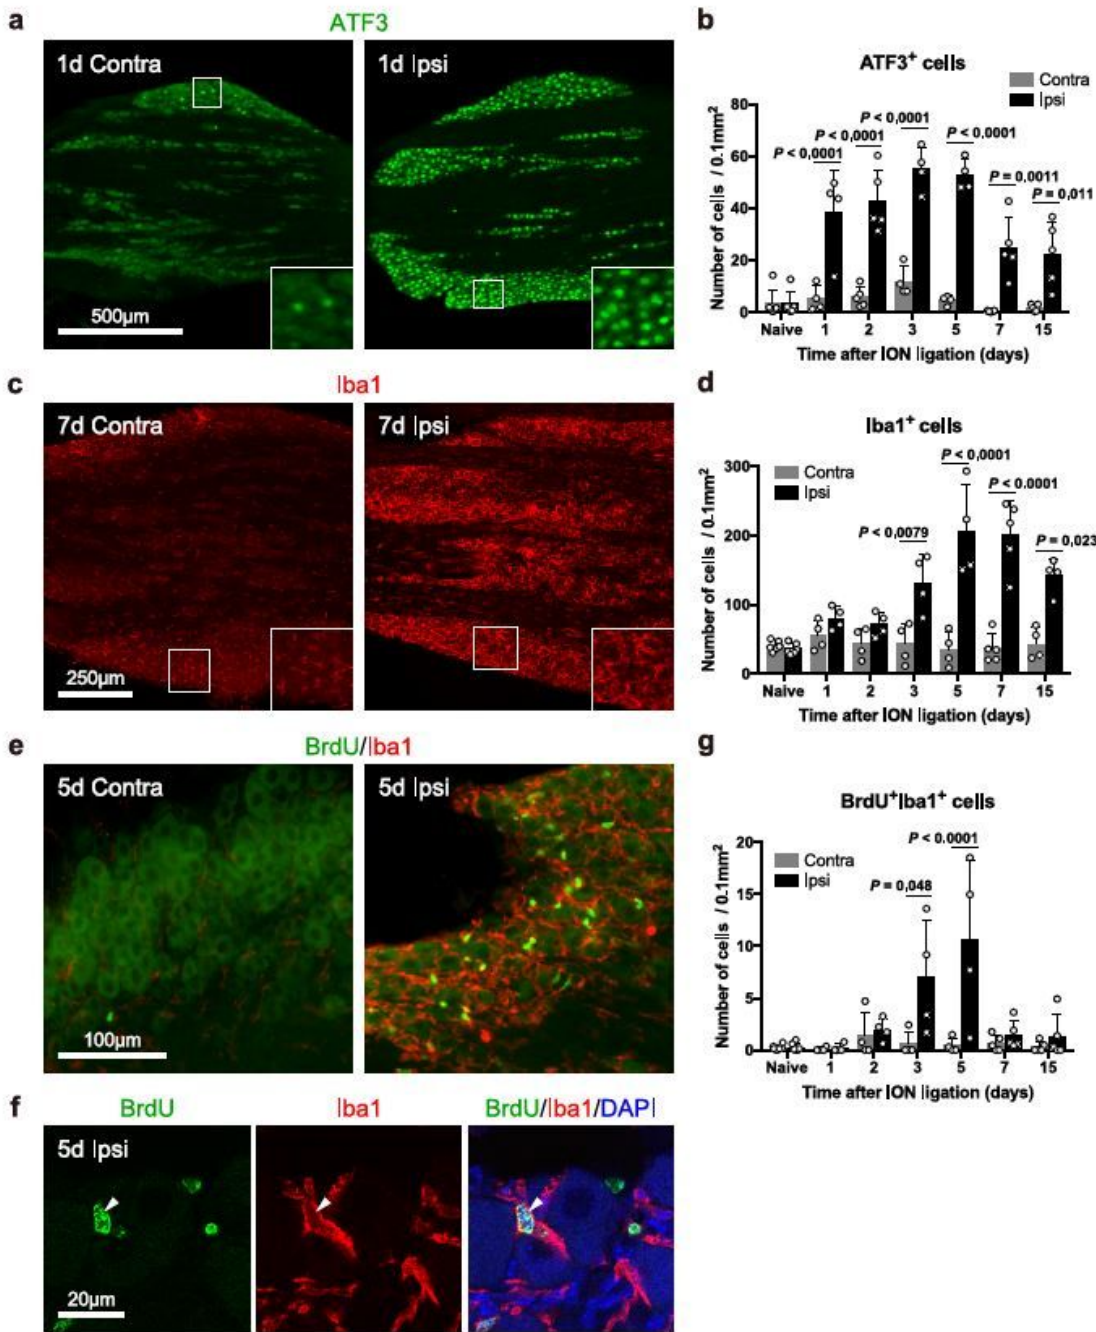 a
ATF3
1d Contra
1d Ipsi
500µm
b
ATF3+ cells
Contra
Ipsi
Number of cells / 0.1mm2
80
60
40
20
0
P < 0,0001
P < 0,0001
P < 0,0001
P < 0,0001
P = 0,0011
P = 0,011
Naive 1 2 3 5 7 15
Time after ION ligation (days)
c
Iba1
7d Contra
7d Ipsi
250µm
d
Iba1+ cells
Contra
Ipsi
Number of cells / 0.1mm2
300
200
100
0
P < 0,0079
P < 0,0001
P < 0.0001
P = 0,023
Naive 1 2 3 5 7 15
Time after ION ligation (days)
e
BrdU/Iba1
5d Contra
5d Ipsi
100µm
g
BrdU+Iba1+ cells
Contra
Ipsi
Number of cells / 0.1mm2
20
15
10
5
0
P = 0,048
P < 0.0001
Naive 1 2 3 5 7 15
Time after ION ligation (days)
f
BrdU
Iba1
BrdU/Iba1/DAPI
5d Ipsi
20µm